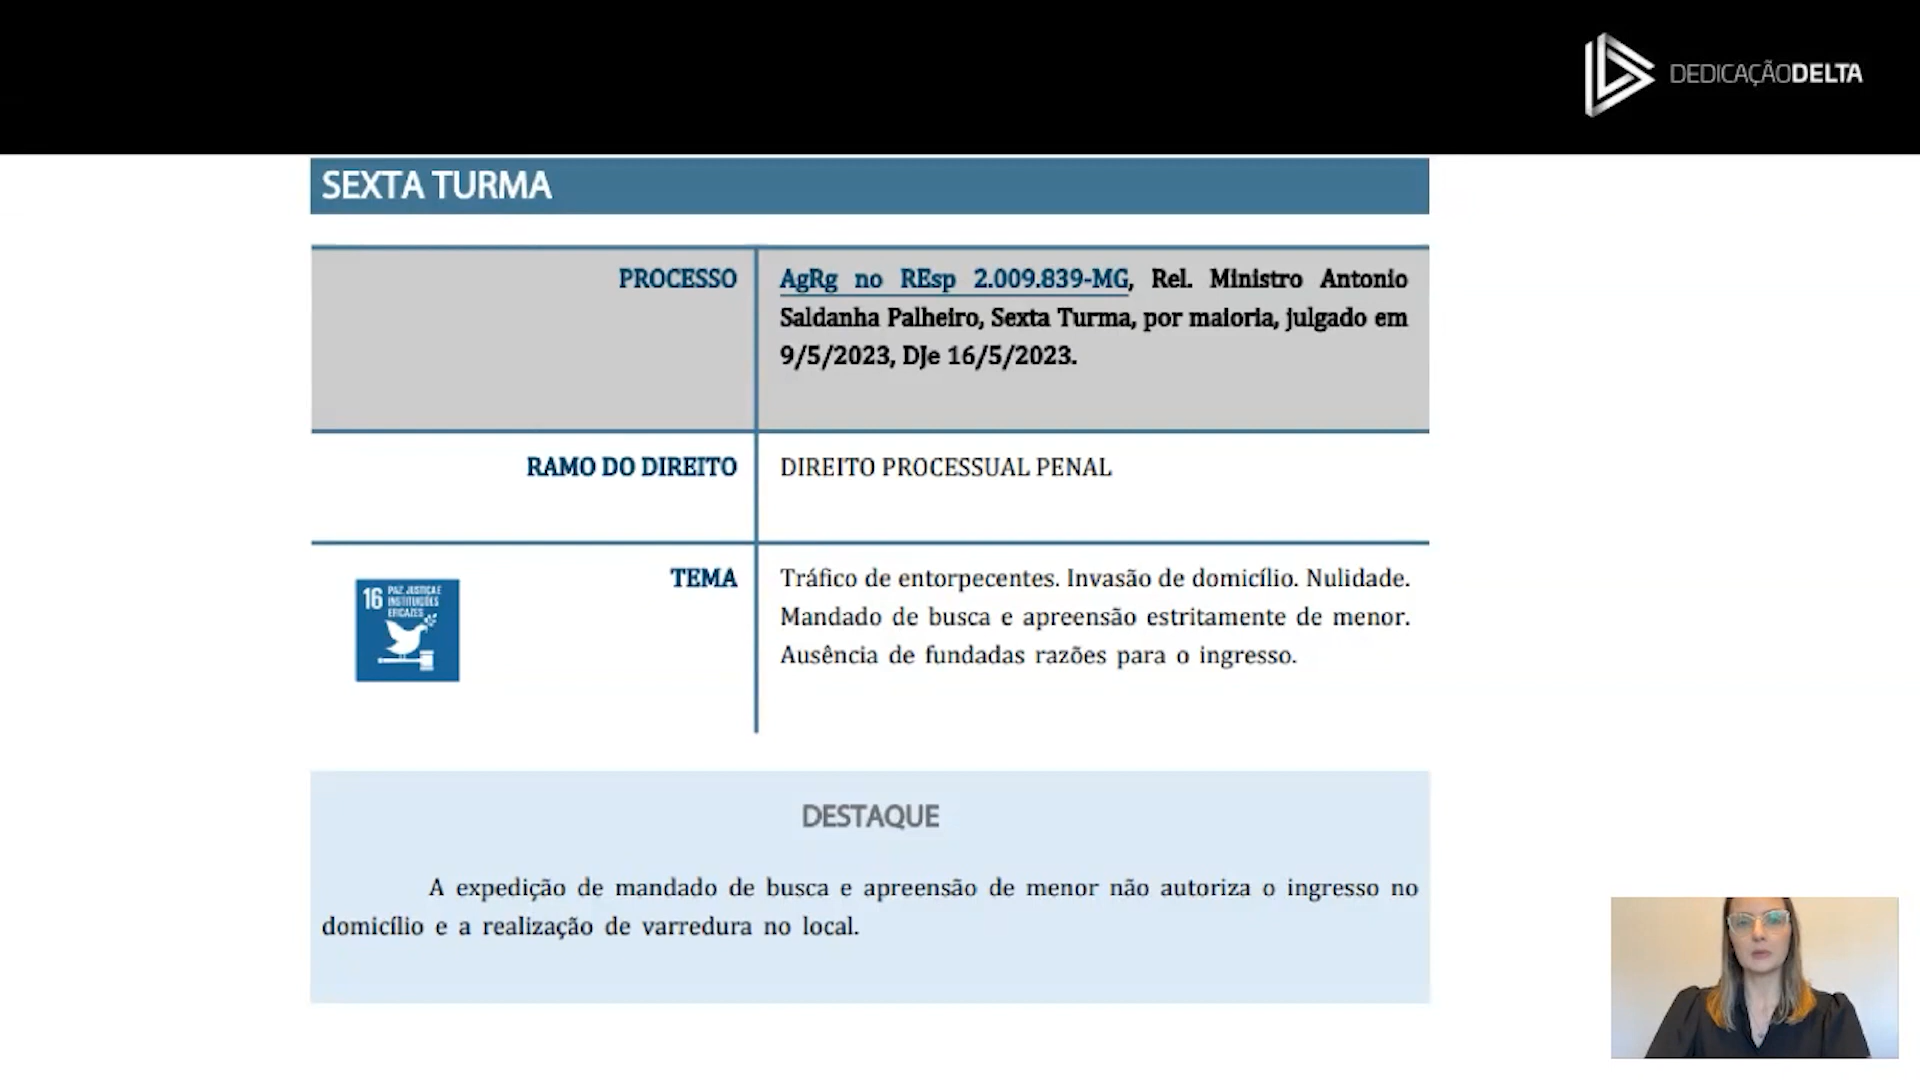 DEDICAÇÃODELTA
SEXTA TURMA
PROCESSO
AgRg no REsp 2.009.839-MG, Rel. Ministro Antonio
Saldanha Palheiro, Sexta Turma, por maioria, julgado em
9/5/2023, DJe 16/5/2023.
RAMO DO DIREITO
DIREITO PROCESSUAL PENAL
16 PAZ, JUSTIÇA E
INSTITUIÇÕES
EFICAZES
TEMA
Tráfico de entorpecentes. Invasão de domicílio. Nulidade.
Mandado de busca e apreensão estritamente de menor.
Ausência de fundadas razões para o ingresso.
DESTAQUE
A expedição de mandado de busca e apreensão de menor não autoriza o ingresso no
domicílio e a realização de varredura no local.